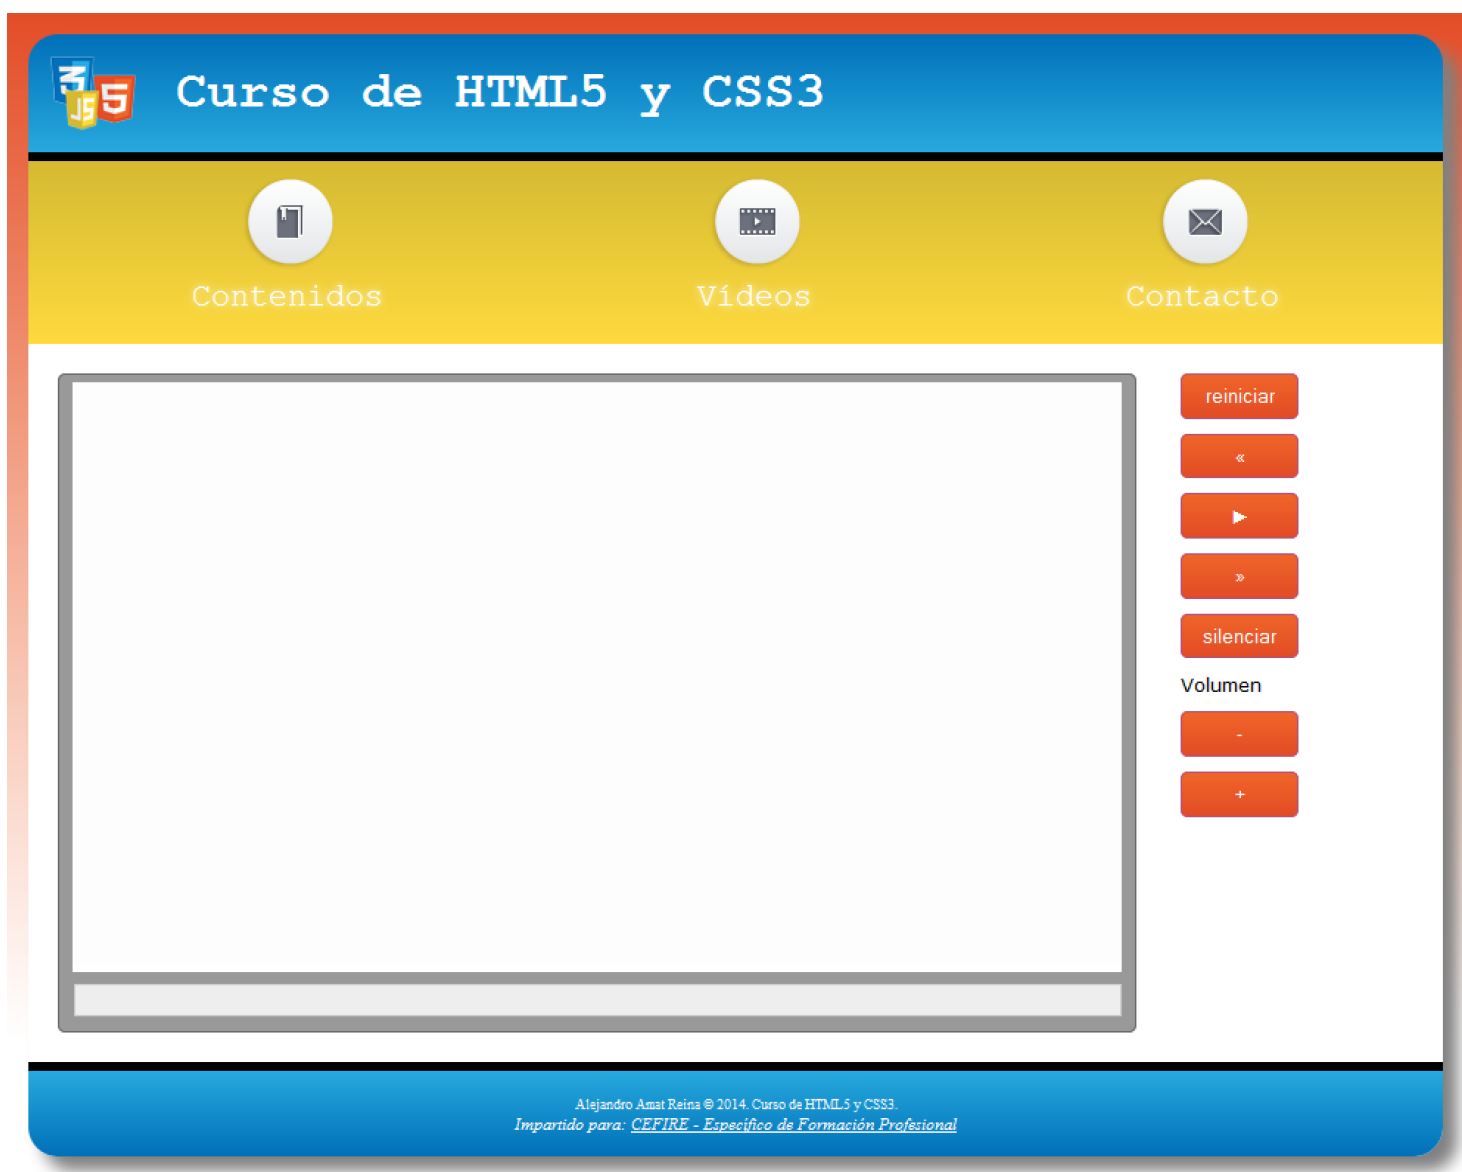 3 JS 5
Curso de HTML5 y CSS3
Contenidos
Vídeos
Contacto
reiniciar
«
►
»
silenciar
Volumen
-
+
Alejandro Amat Reina © 2014. Curso de HTML5 y CSS3.
Impartido para: CEFIRE - Específico de Formación Profesional